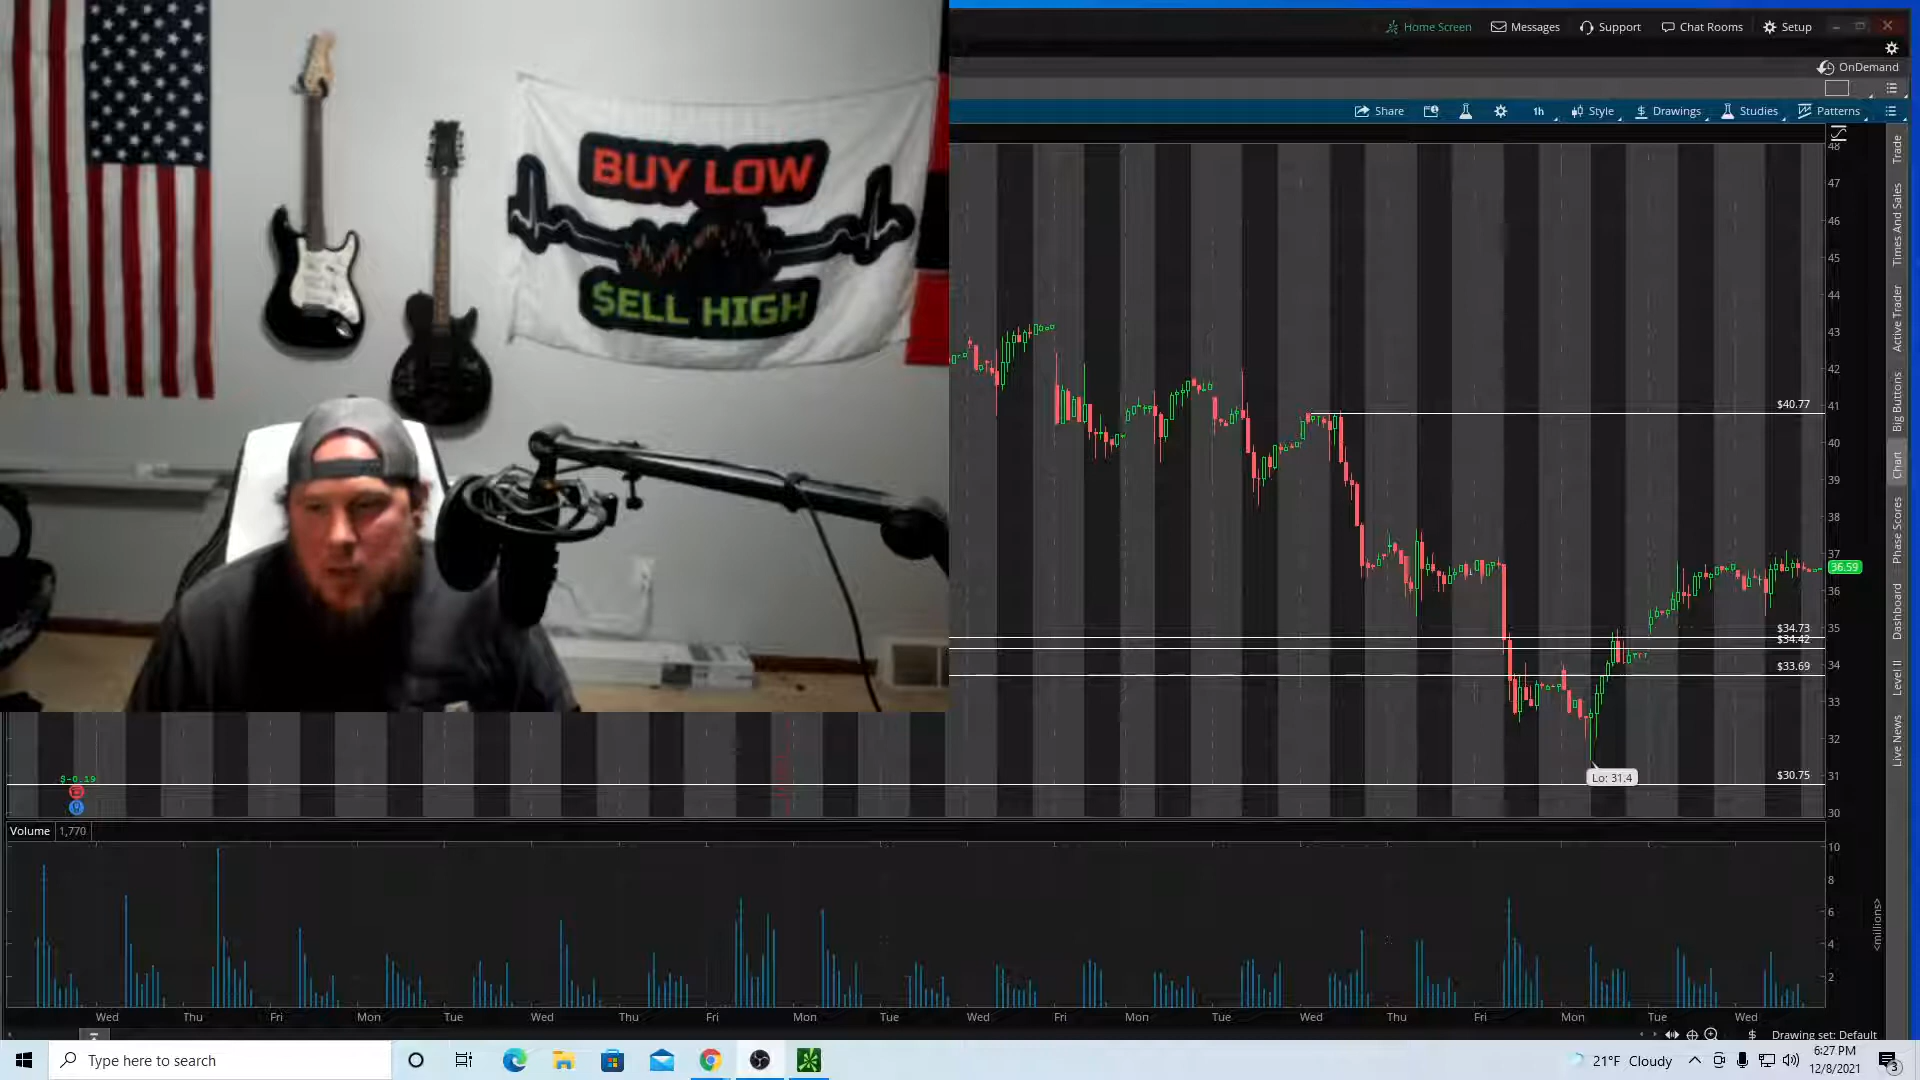 Home Screen Messages Support Chat Rooms Setup
OnDemand
Share 1h Style Drawings Studies Patterns
BUY LOW
$ELL HIGH
48
47
46
45
44
43
42
41
40
39
38
37
36
35
34
33
32
31
30
$40.77
36.59
$34.73
$34.42
$33.69
$30.75
Lo: 31.4
$-0.19
Trade
Times And Sales
Active Trader
Big Buttons
Chart
Phase Scores
Dashboard
Level II
Live News
Volume 1,770
10
8
6
4
2
<millions>
Wed Thu Fri Mon Tue Wed Thu Fri Mon Tue Wed Fri Mon Tue Wed Thu Fri Mon Tue Wed
$ Drawing set: Default
Type here to search
21°F Cloudy
6:27 PM
12/8/2021
3